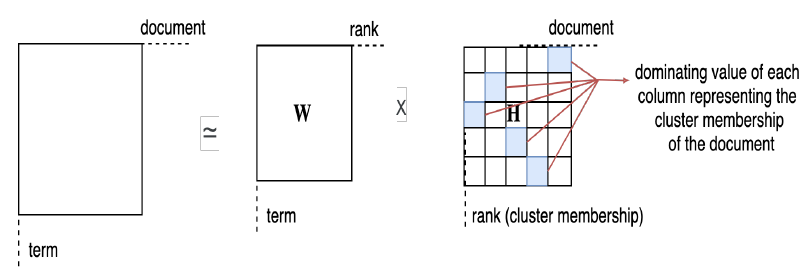 document
term
≃
rank
W
term
X
document
H
rank (cluster membership)
dominating value of each
column representing the
cluster membership
of the document